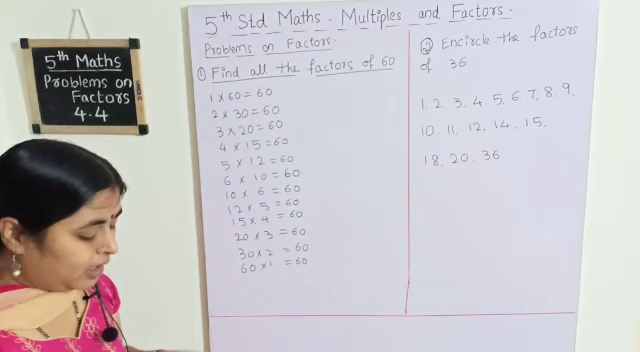 5th Maths
Problems on
Factors
4.4
5th Std Maths. Multiples and Factors.
Problems on Factors.
① Find all the factors of 60
1 x 60 = 60
2 x 30 = 60
3 x 20 = 60
4 x 15 = 60
5 x 12 = 60
6 x 10 = 60
10 x 6 = 60
12 x 5 = 60
15 x 4 = 60
20 x 3 = 60
30 x 2 = 60
60 x 1 = 60
② Encircle the factors
of 36
1. 2. 3. 4. 5. 6. 7. 8. 9.
10. 11. 12. 14. 15.
18. 20. 36